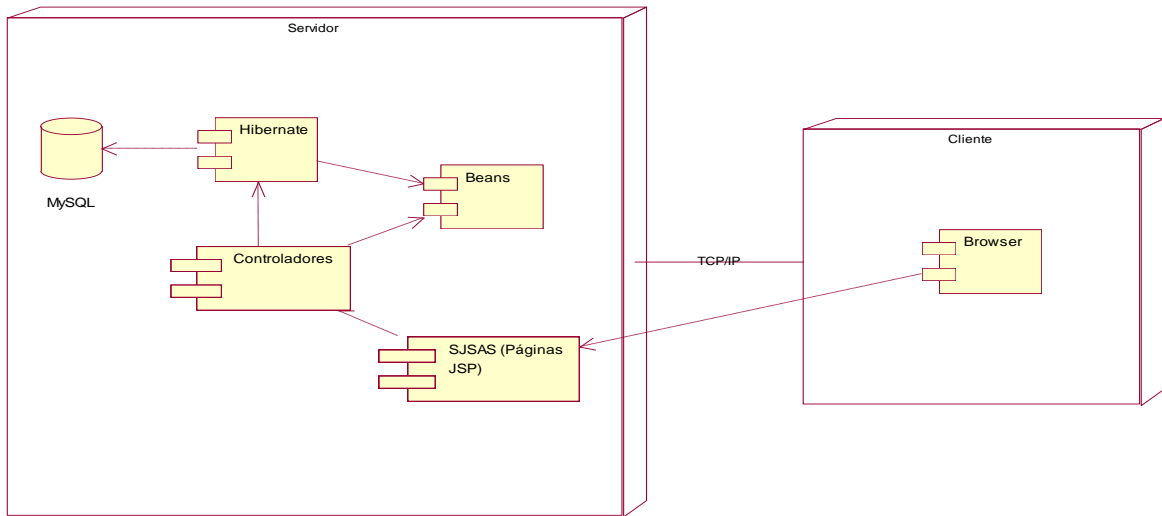 Servidor
Cliente
Hibernate
Beans
MySQL
Browser
Controladores
TCP/IP
SJSAS (Páginas
JSP)